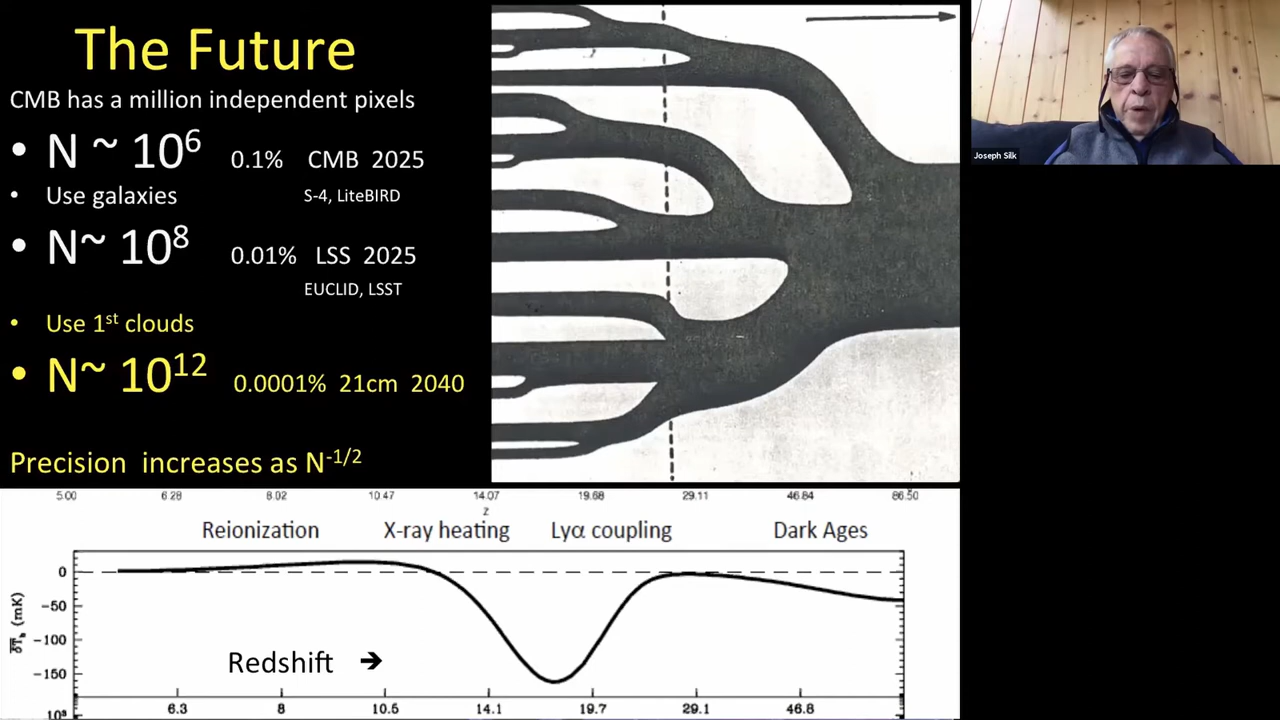 The Future
CMB has a million independent pixels
• N ~ 10⁶ 0.1% CMB 2025
• Use galaxies S-4, LiteBIRD
• N~ 10⁸ 0.01% LSS 2025
EUCLID, LSST
• Use 1ˢᵗ clouds
• N~ 10¹² 0.0001% 21cm 2040
Precision increases as N⁻¹/²
Joseph Silk
5.00 6.28 8.02 10.47 14.07 19.68 29.11 46.84 86.50
z
Reionization X-ray heating Lyα coupling Dark Ages
0
-50
-100
-150
δT̅b (mK)
Redshift ➔
10⁹ 6.3 8 10.5 14.1 19.7 29.1 46.8